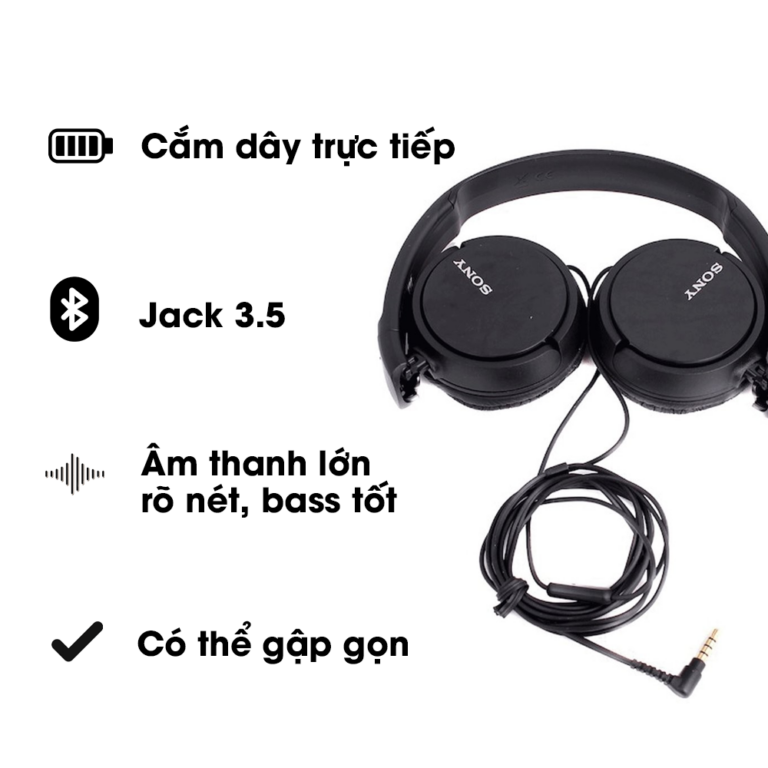 Cắm dây trực tiếp
SONY
SONY
Jack 3.5
Âm thanh lớn
rõ nét, bass tốt
Có thể gập gọn